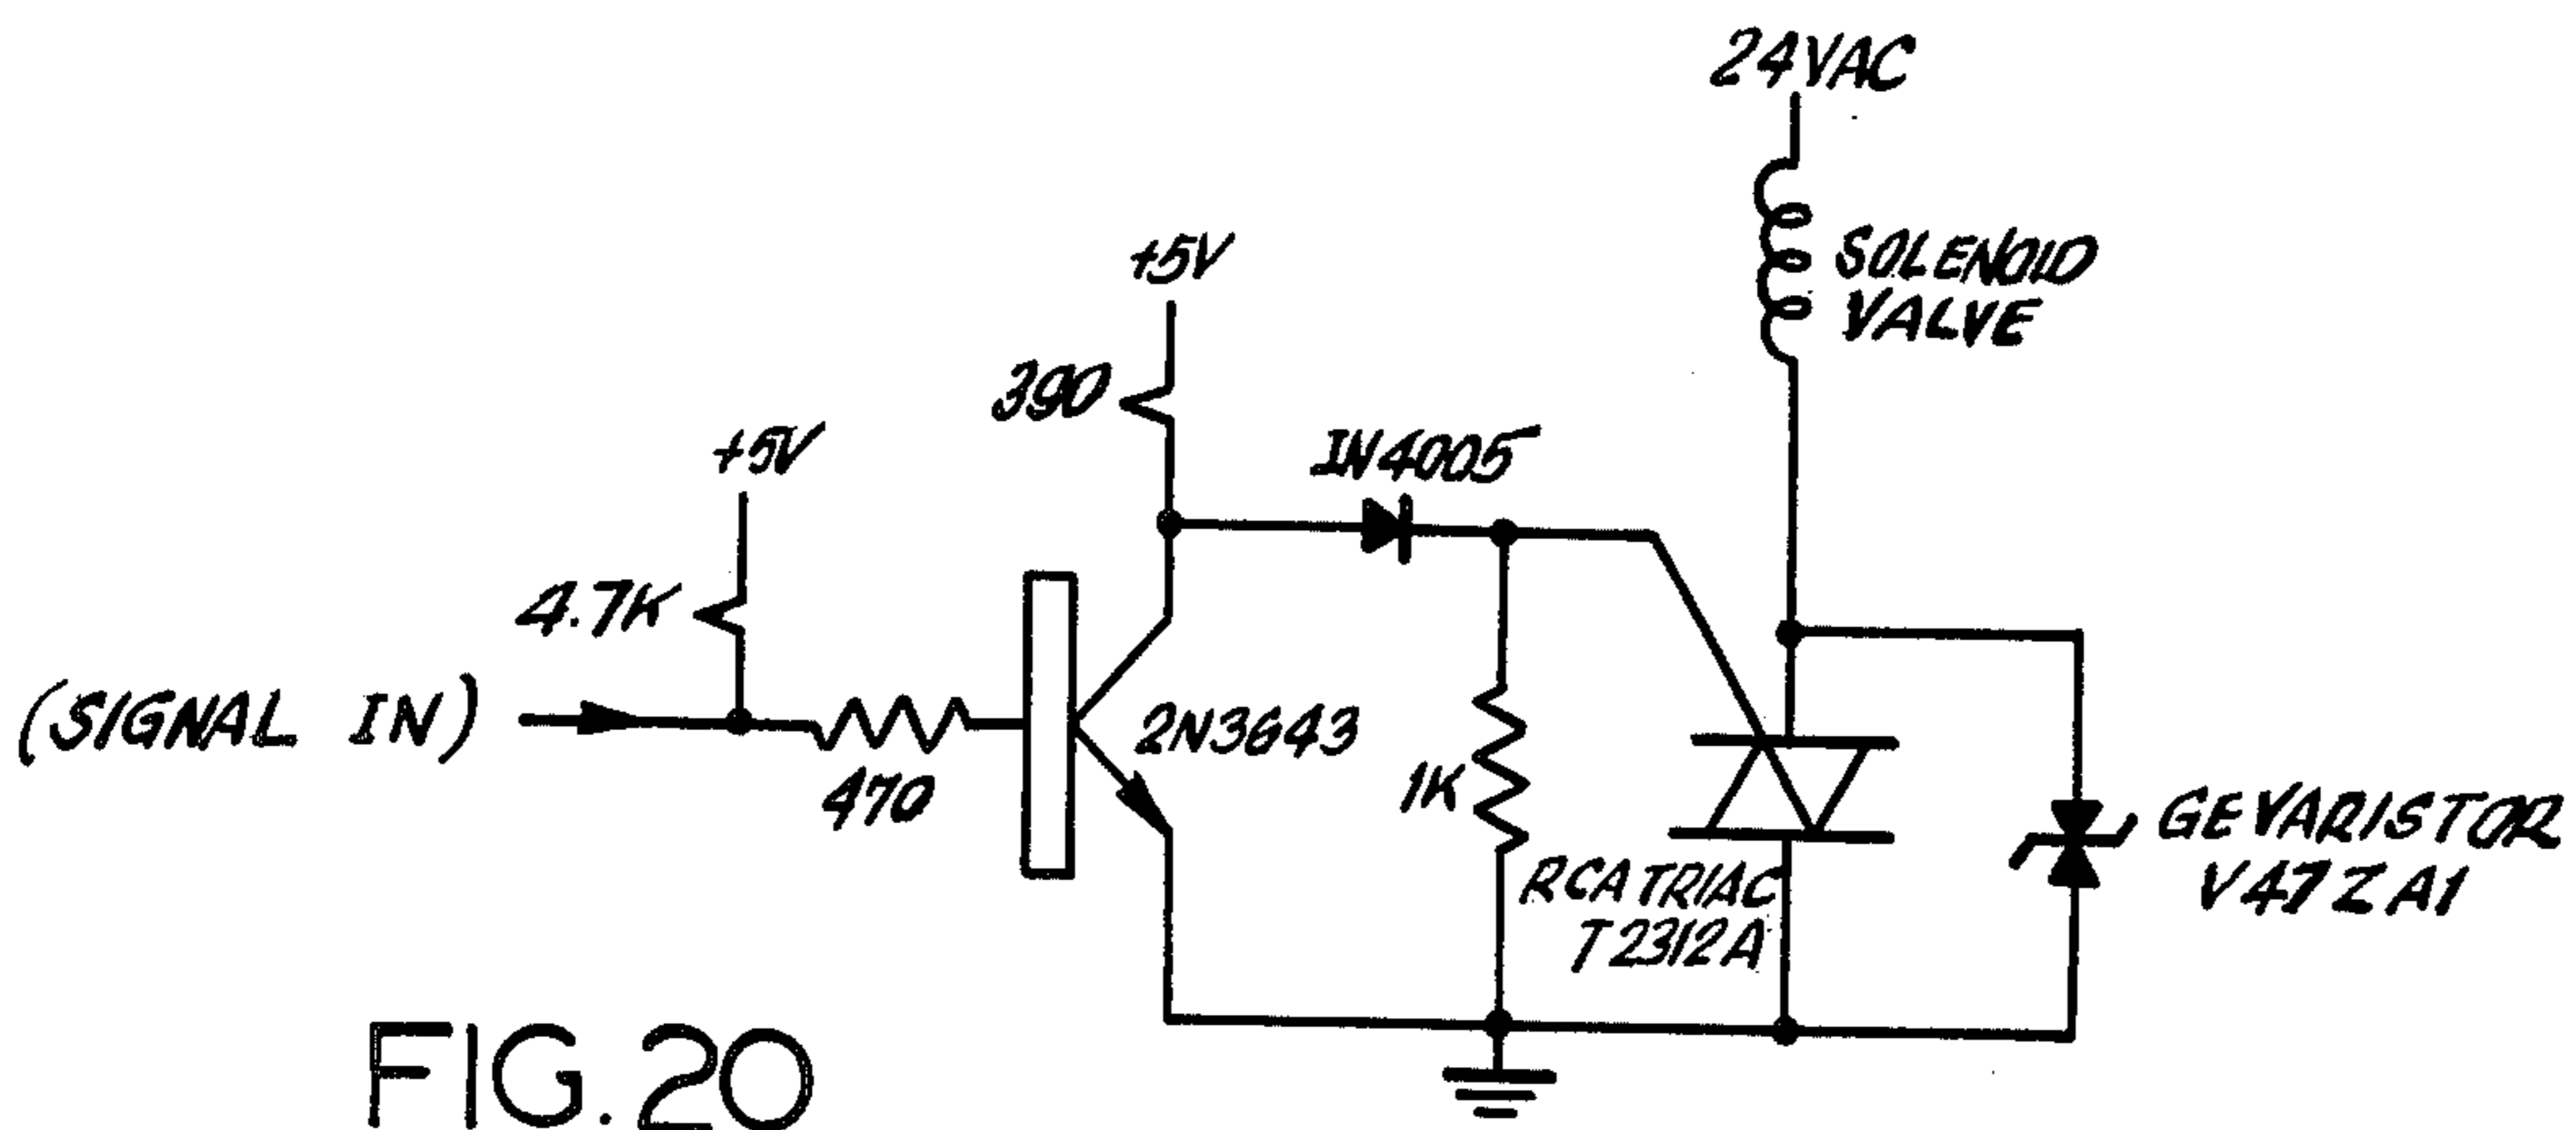 24VAC
SOLENOID
VALVE
+5V
390
+5V
IN4005
4.7K
(SIGNAL IN)
470
2N3643
1K
RCA TRIAC
T2312A
GE VARISTOR
V47ZA1
FIG. 20